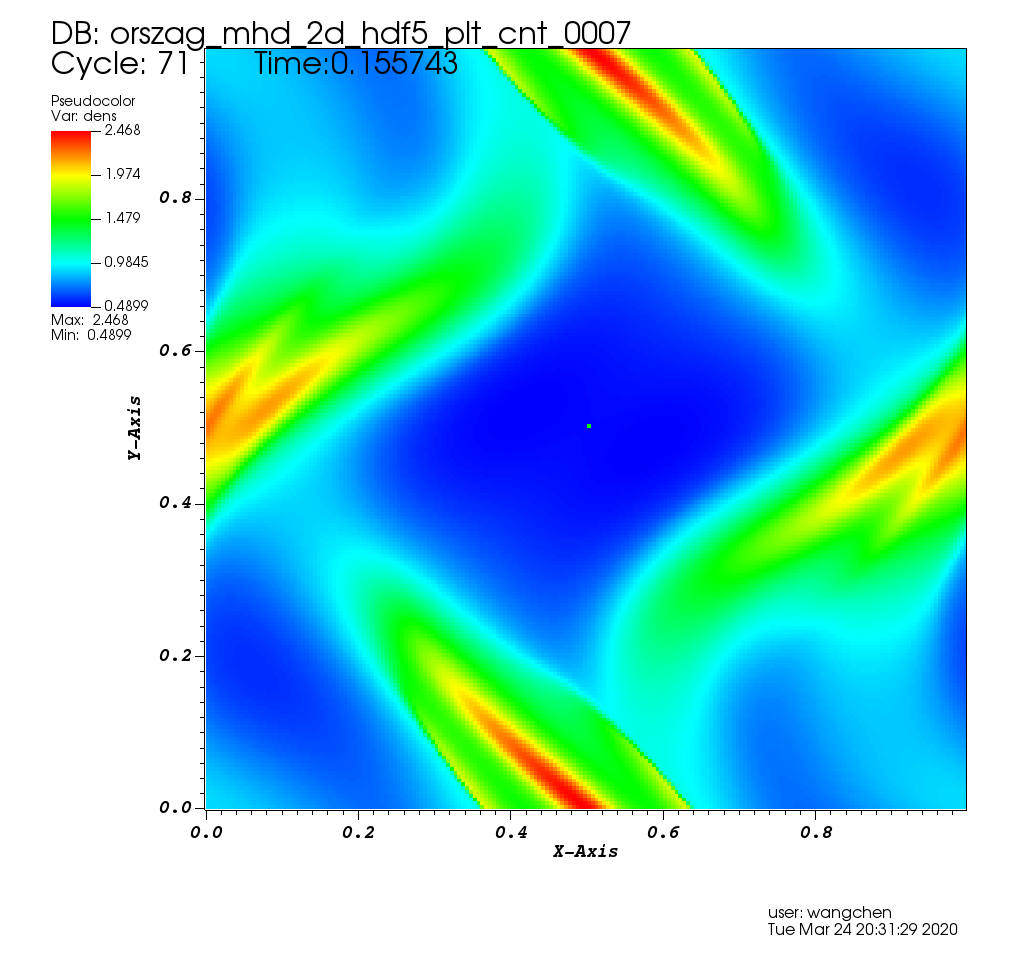 DB: orszag_mhd_2d_hdf5_plt_cnt_0007
Cycle: 71 Time:0.155743
Pseudocolor
Var: dens
2.468
1.974
1.479
0.9845
0.4899
Max: 2.468
Min: 0.4899
0.8
0.6
0.4
0.2
0.0
Y-Axis
0.0 0.2 0.4 0.6 0.8
X-Axis
user: wangchen
Tue Mar 24 20:31:29 2020